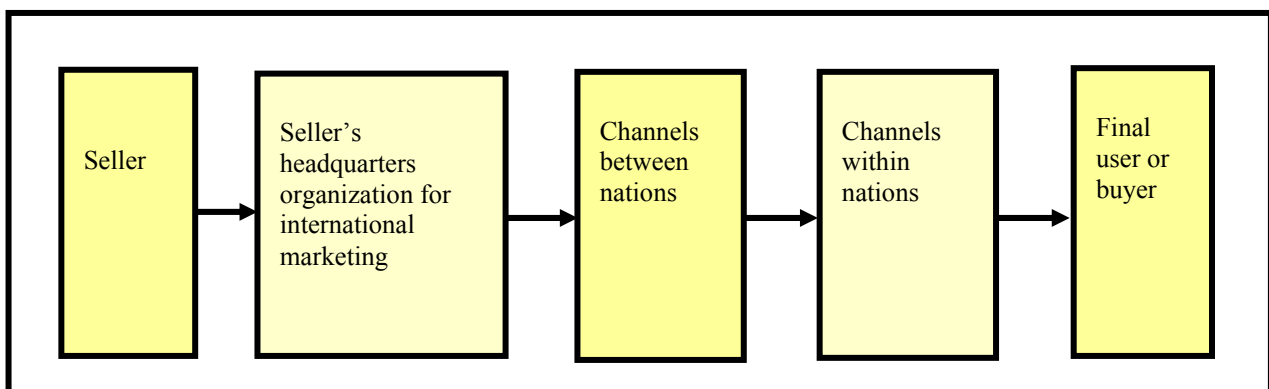 Seller
Seller’s
headquarters
organization for
international
marketing
Channels
between
nations
Channels
within
nations
Final
user or
buyer